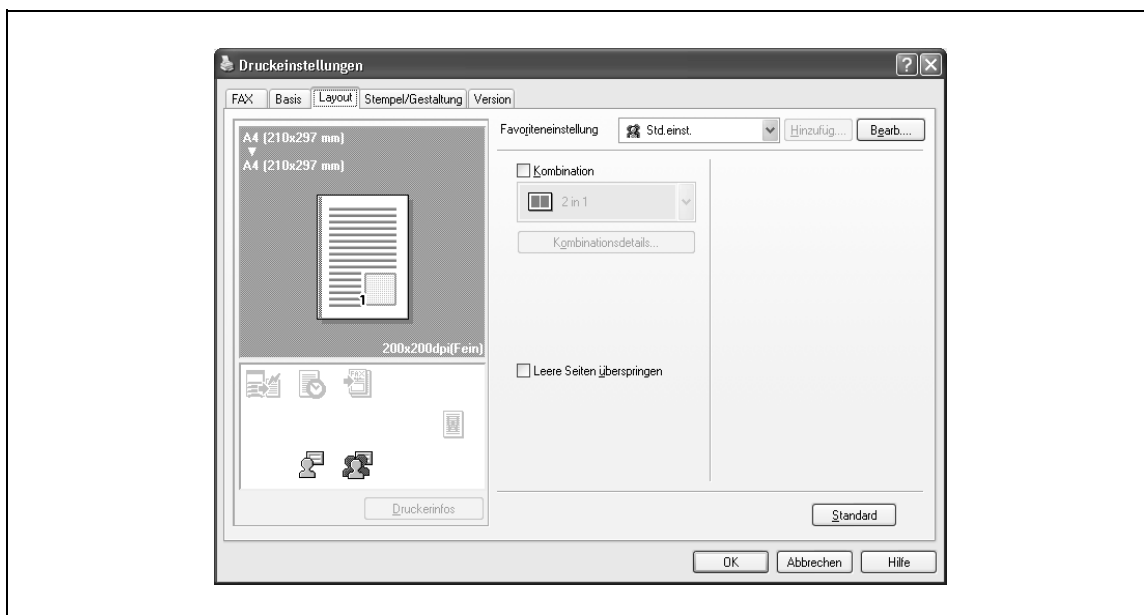 Druckeinstellungen
FAX Basis Layout Stempel/Gestaltung Version
A4 (210x297 mm)
A4 (210x297 mm)
1
200x200dpi(Fein)
Druckerinfos
Favoriteneinstellung Std.einst. Hinzufüg.... Bearb....
Kombination
2 in 1
Kombinationsdetails...
Leere Seiten überspringen
Standard
OK Abbrechen Hilfe